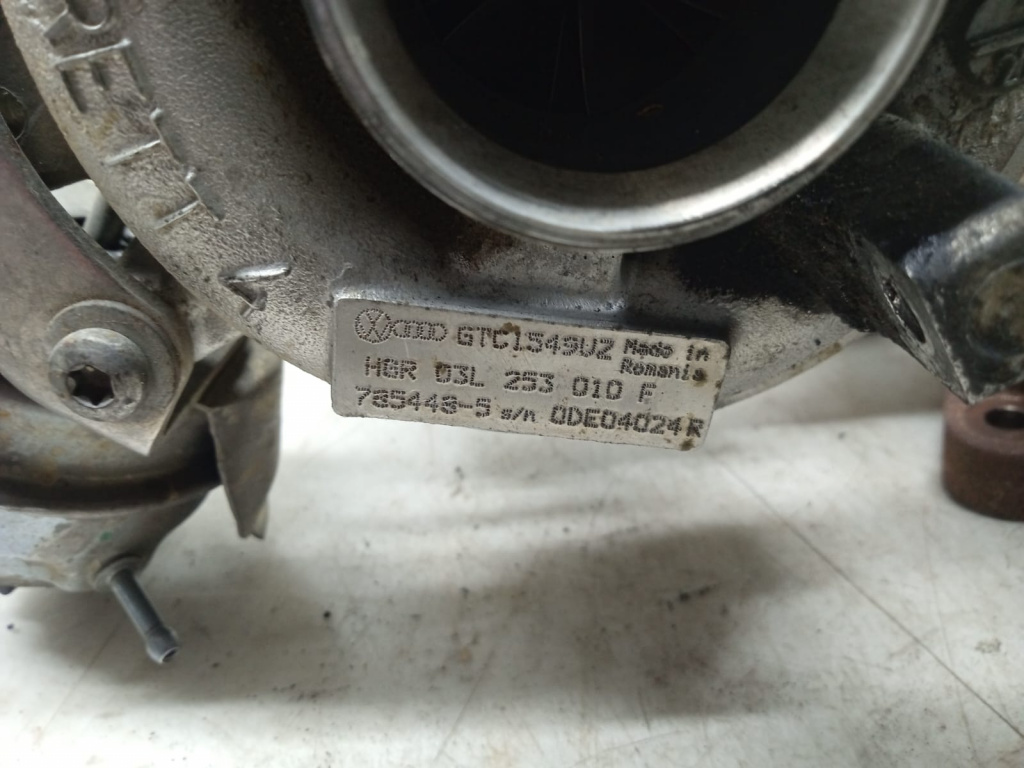 GTC1549VZ Made in
Romania
HGR 03L 253 010 F
785448-5 s/n 0DE04024R